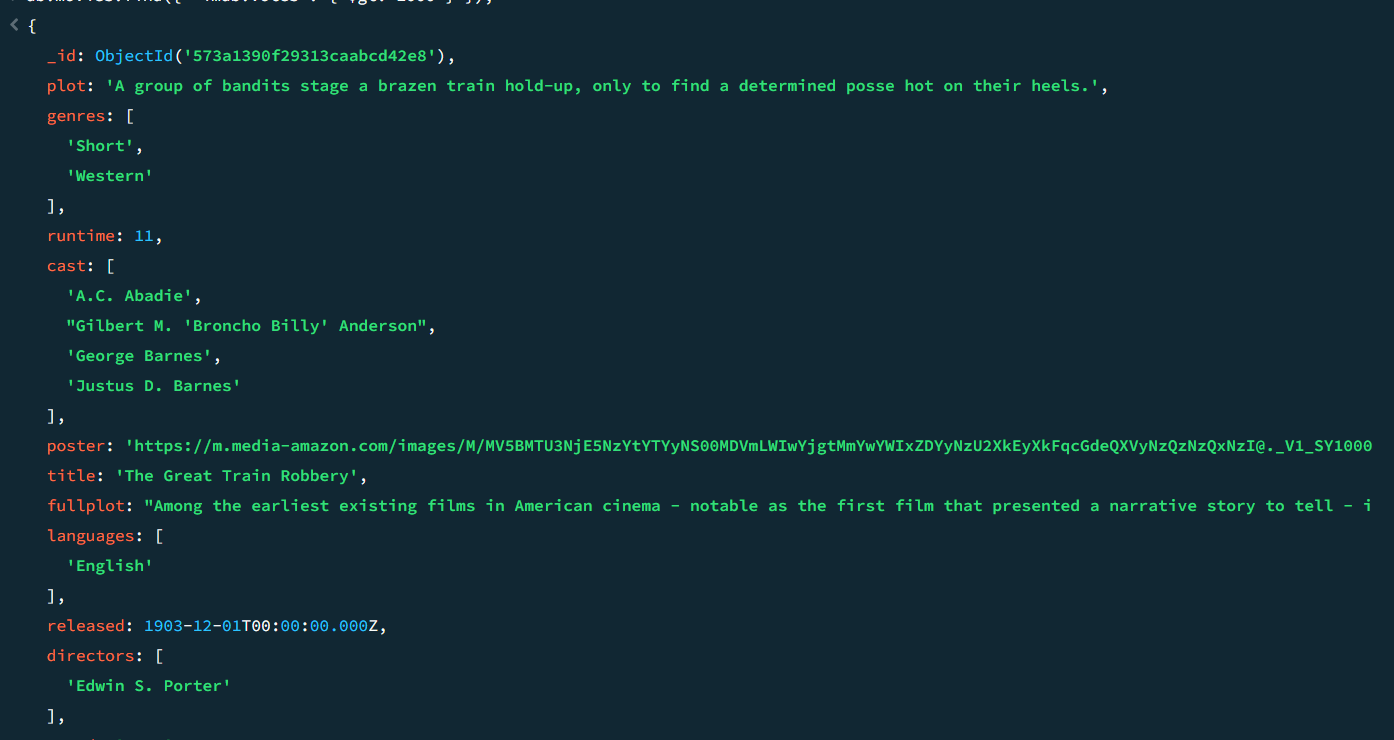 {
_id: ObjectId('573a1390f29313caabcd42e8'),
plot: 'A group of bandits stage a brazen train hold-up, only to find a determined posse hot on their heels.',
genres: [
'Short',
'Western'
],
runtime: 11,
cast: [
'A.C. Abadie',
"Gilbert M. 'Broncho Billy' Anderson",
'George Barnes',
'Justus D. Barnes'
],
poster: 'https://m.media-amazon.com/images/M/MV5BMTU3NjE5NzYtYTYyNS00MDVmLWIwYjgtMmYwYWIxZDYyNzU2XkEyXkFqcGdeQXVyNzQzNzQxNzI@._V1_SY1000
title: 'The Great Train Robbery',
fullplot: "Among the earliest existing films in American cinema - notable as the first film that presented a narrative story to tell - i
languages: [
'English'
],
released: 1903-12-01T00:00:00.000Z,
directors: [
'Edwin S. Porter'
],